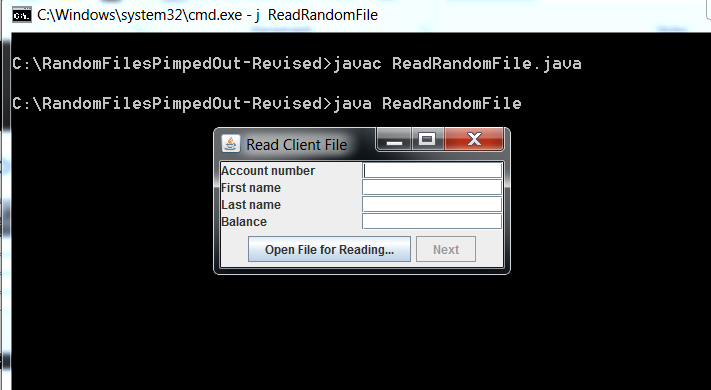 C:\Windows\system32\cmd.exe - j  ReadRandomFile
C:\RandomFilesPimpedOut-Revised>javac ReadRandomFile.java
C:\RandomFilesPimpedOut-Revised>java ReadRandomFile
Read Client File
Account number
First name
Last name
Balance
Open File for Reading... Next